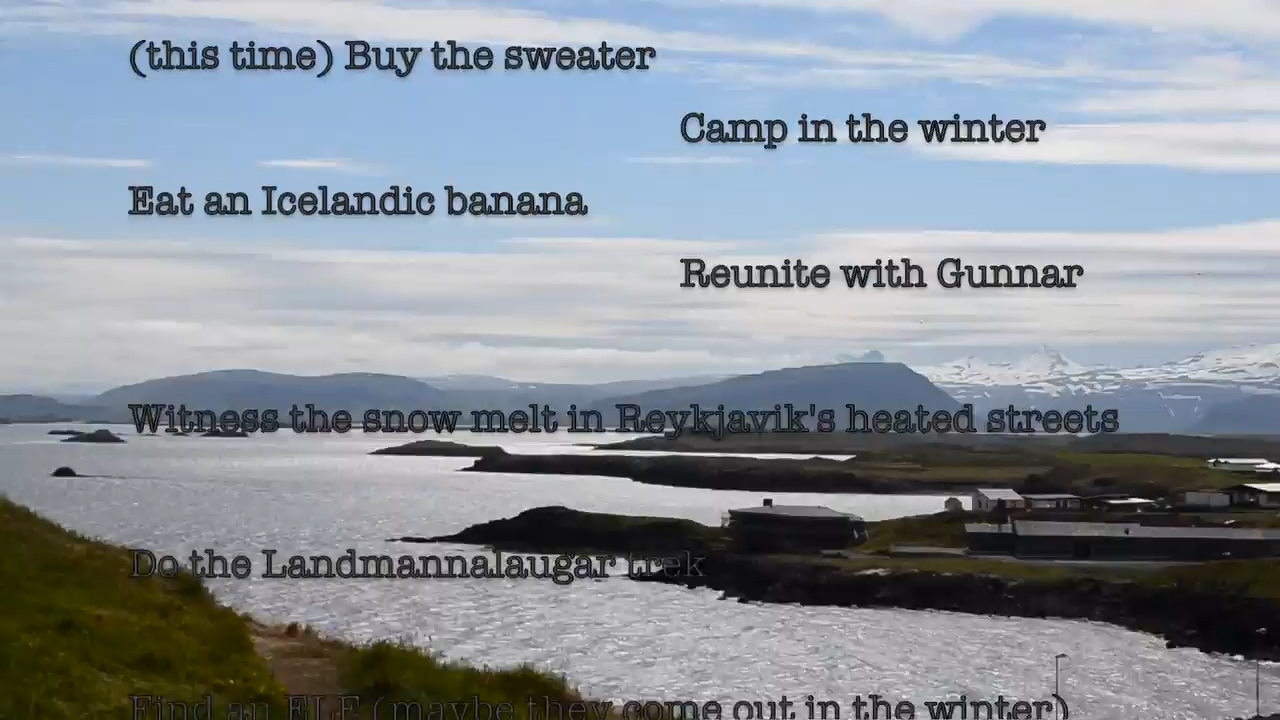 (this time) Buy the sweater
Camp in the winter
Eat an Icelandic banana
Reunite with Gunnar
Witness the snow melt in Reykjavik's heated streets
Do the Landmannalaugar trek
Find an ELF (maybe they come out in the winter)